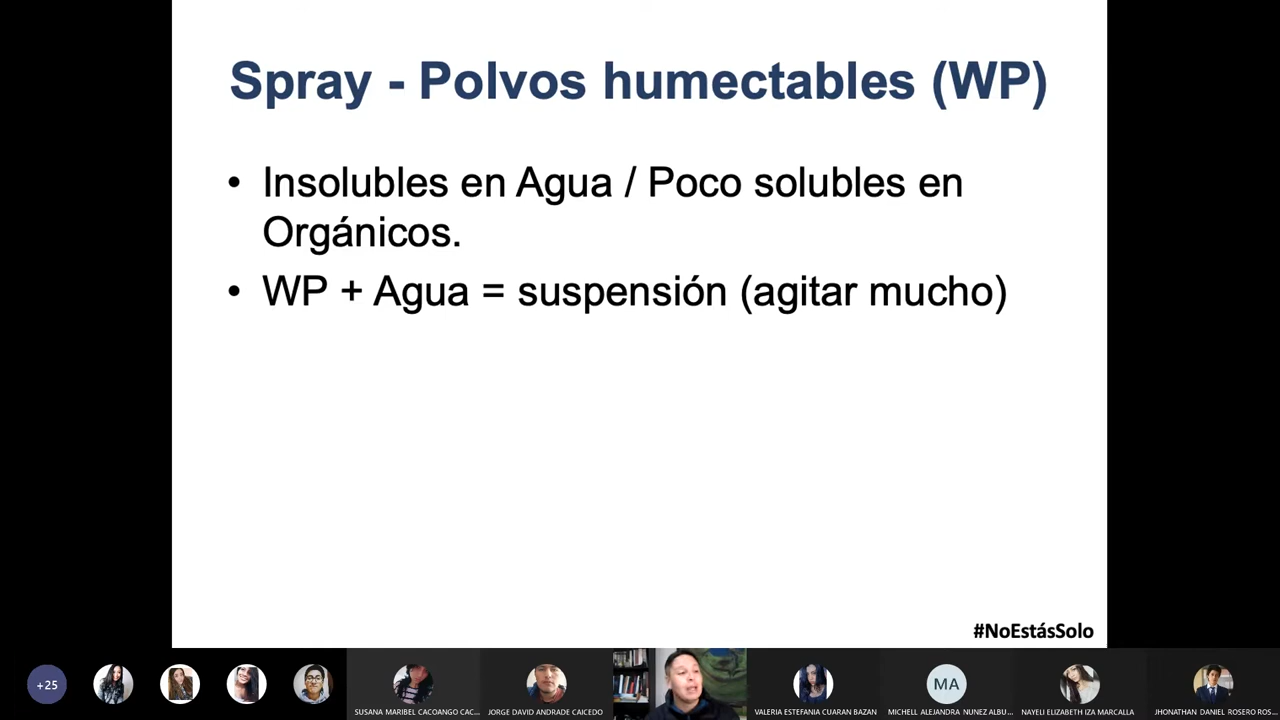 Spray - Polvos humectables (WP)
• Insolubles en Agua / Poco solubles en
Orgánicos.
• WP + Agua = suspensión (agitar mucho)
#NoEstásSolo
+25
SUSANA MARIBEL CACOANGO CAC...
JORGE DAVID ANDRADE CAICEDO
VALERIA ESTEFANIA CUARAN BAZAN
MA
MICHELL ALEJANDRA NUNEZ ALBU...
NAYELI ELIZABETH IZA MARCALLA
JHONATHAN DANIEL ROSERO ROS...